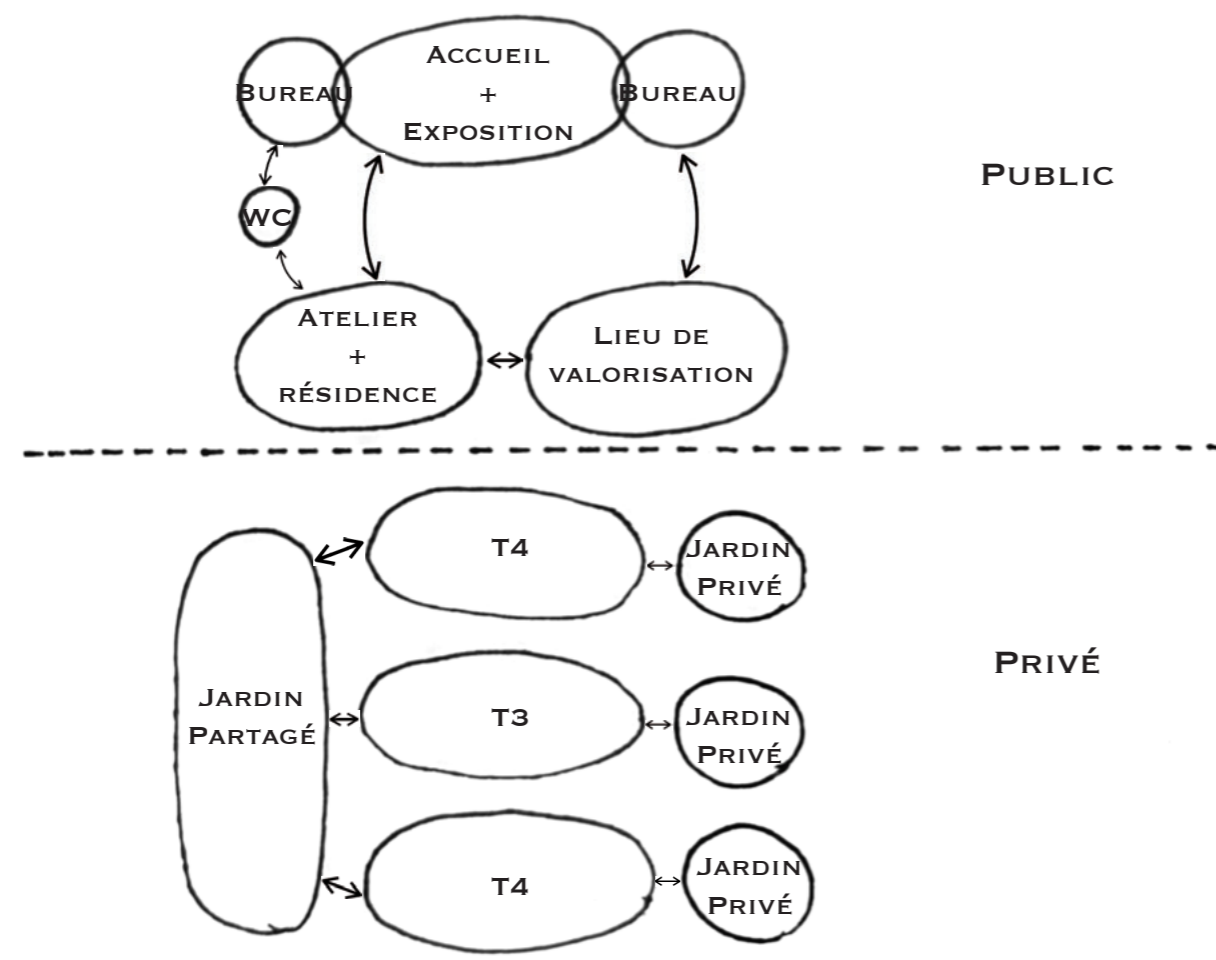 Accueil
+
Exposition
Bureau
Bureau
Public
WC
Atelier
+
résidence
Lieu de
valorisation
T4
Jardin
Privé
Privé
Jardin
Partagé
T3
Jardin
Privé
T4
Jardin
Privé